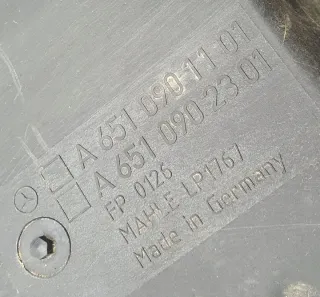 A 651 090 11 01
A 651 090 23 01
FP 0126
MAHLE LP1767
Made in Germany